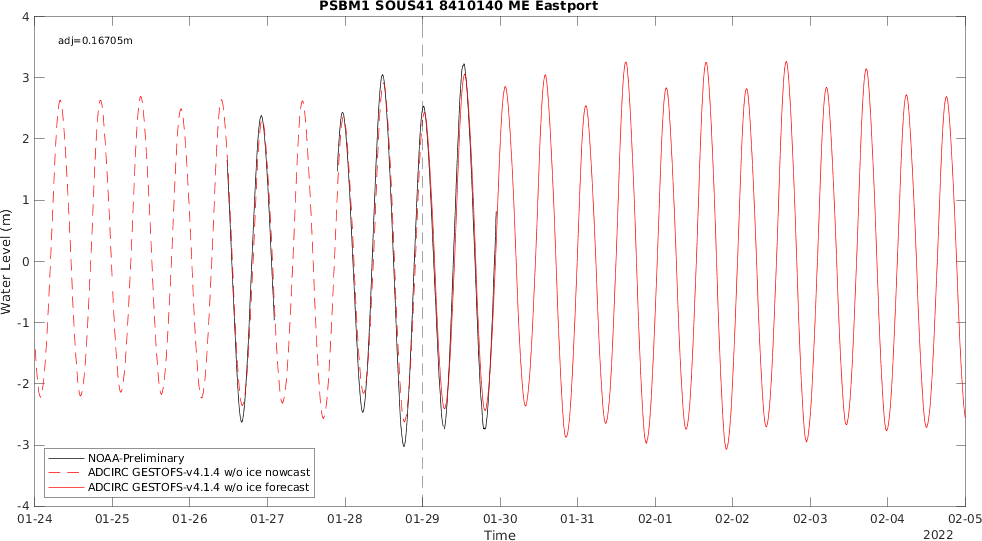 PSBM1 SOUS41 8410140 ME Eastport
adj=0.16705m
4
3
2
1
0
-1
-2
-3
-4
Water Level (m)
NOAA-Preliminary
ADCIRC GESTOFS-v4.1.4 w/o ice nowcast
ADCIRC GESTOFS-v4.1.4 w/o ice forecast
01-24 01-25 01-26 01-27 01-28 01-29 01-30 01-31 02-01 02-02 02-03 02-04 02-05
Time
2022